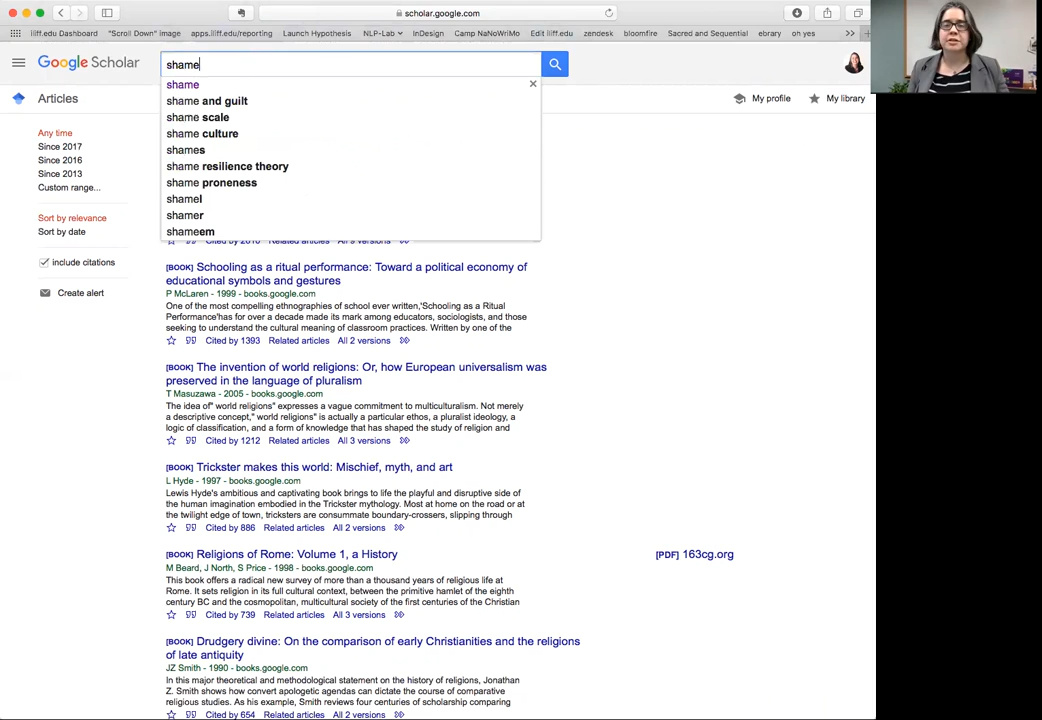 scholar.google.com
iliff.edu Dashboard "Scroll Down" Image apps.iliff.edu/reporting Launch Hypothesis NLP-Lab InDesign Camp NaNoWriMo Edit iliff.edu zendesk bloomfire Sacred and Sequential ebrary oh yes >> +
Google Scholar
shame
shame
shame and guilt
shame scale
shame culture
shames
shame resilience theory
shame proneness
shamel
shamer
shameem
Articles
My profile My library
Any time
Since 2017
Since 2016
Since 2013
Custom range...
Sort by relevance
Sort by date
include citations
Create alert
Related articles All 9 versions
[BOOK] Schooling as a ritual performance: Toward a political economy of
educational symbols and gestures
P McLaren - 1999 - books.google.com
One of the most compelling ethnographies of school ever written,'Schooling as a Ritual
Performance'has for over a decade made its mark among educators, sociologists, and those
seeking to understand the cultural meaning of classroom practices. Written by one of the
Cited by 1393 Related articles All 2 versions
[BOOK] The invention of world religions: Or, how European universalism was
preserved in the language of pluralism
T Masuzawa - 2005 - books.google.com
The idea of" world religions" expresses a vague commitment to multiculturalism. Not merely
a descriptive concept," world religions" is actually a particular ethos, a pluralist ideology, a
logic of classification, and a form of knowledge that has shaped the study of religion and
Cited by 1212 Related articles All 3 versions
[BOOK] Trickster makes this world: Mischief, myth, and art
L Hyde - 1997 - books.google.com
Lewis Hyde's ambitious and captivating book brings to life the playful and disruptive side of
the human imagination embodied in the Trickster mythology. Most at home on the road or at
the twilight edge of town, tricksters are consummate boundary-crossers, slipping through
Cited by 886 Related articles All 2 versions
[BOOK] Religions of Rome: Volume 1, a History
[PDF] 163cg.org
M Beard, J North, S Price - 1998 - books.google.com
This book offers a radical new survey of more than a thousand years of religious life at
Rome. It sets religion in its full cultural context, between the primitive hamlet of the eighth
century BC and the cosmopolitan, multicultural society of the first centuries of the Christian
Cited by 739 Related articles All 3 versions
[BOOK] Drudgery divine: On the comparison of early Christianities and the religions
of late antiquity
JZ Smith - 1990 - books.google.com
In this major theoretical and methodological statement on the history of religions, Jonathan
Z. Smith shows how convert apologetic agendas can dictate the course of comparative
religious studies. As his example, Smith reviews four centuries of scholarship comparing
Cited by 654 Related articles All 2 versions